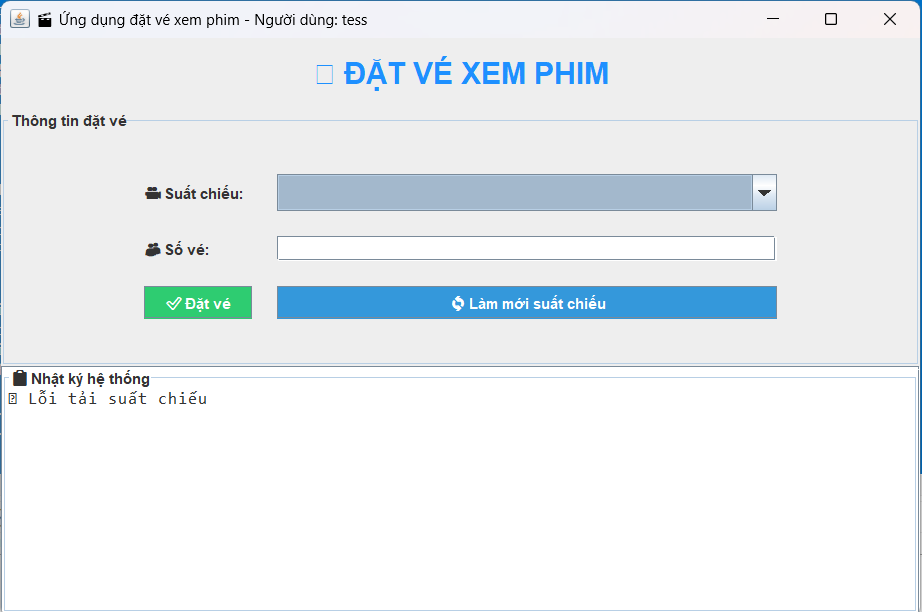 Ứng dụng đặt vé xem phim - Người dùng: tess
ĐẶT VÉ XEM PHIM
Thông tin đặt vé
Suất chiếu:
Số vé:
Đặt vé
Làm mới suất chiếu
Nhật ký hệ thống
Lỗi tải suất chiếu